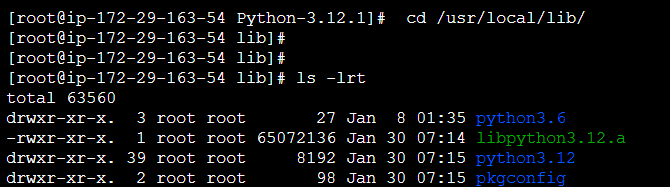 [root@ip-172-29-163-54 Python-3.12.1]#  cd /usr/local/lib/
[root@ip-172-29-163-54 lib]#
[root@ip-172-29-163-54 lib]#
[root@ip-172-29-163-54 lib]# ls -lrt
total 63560
drwxr-xr-x.  3 root root       27 Jan  8 01:35 python3.6
-rwxr-xr-x.  1 root root 65072136 Jan 30 07:14 libpython3.12.a
drwxr-xr-x. 39 root root     8192 Jan 30 07:15 python3.12
drwxr-xr-x.  2 root root       98 Jan 30 07:15 pkgconfig